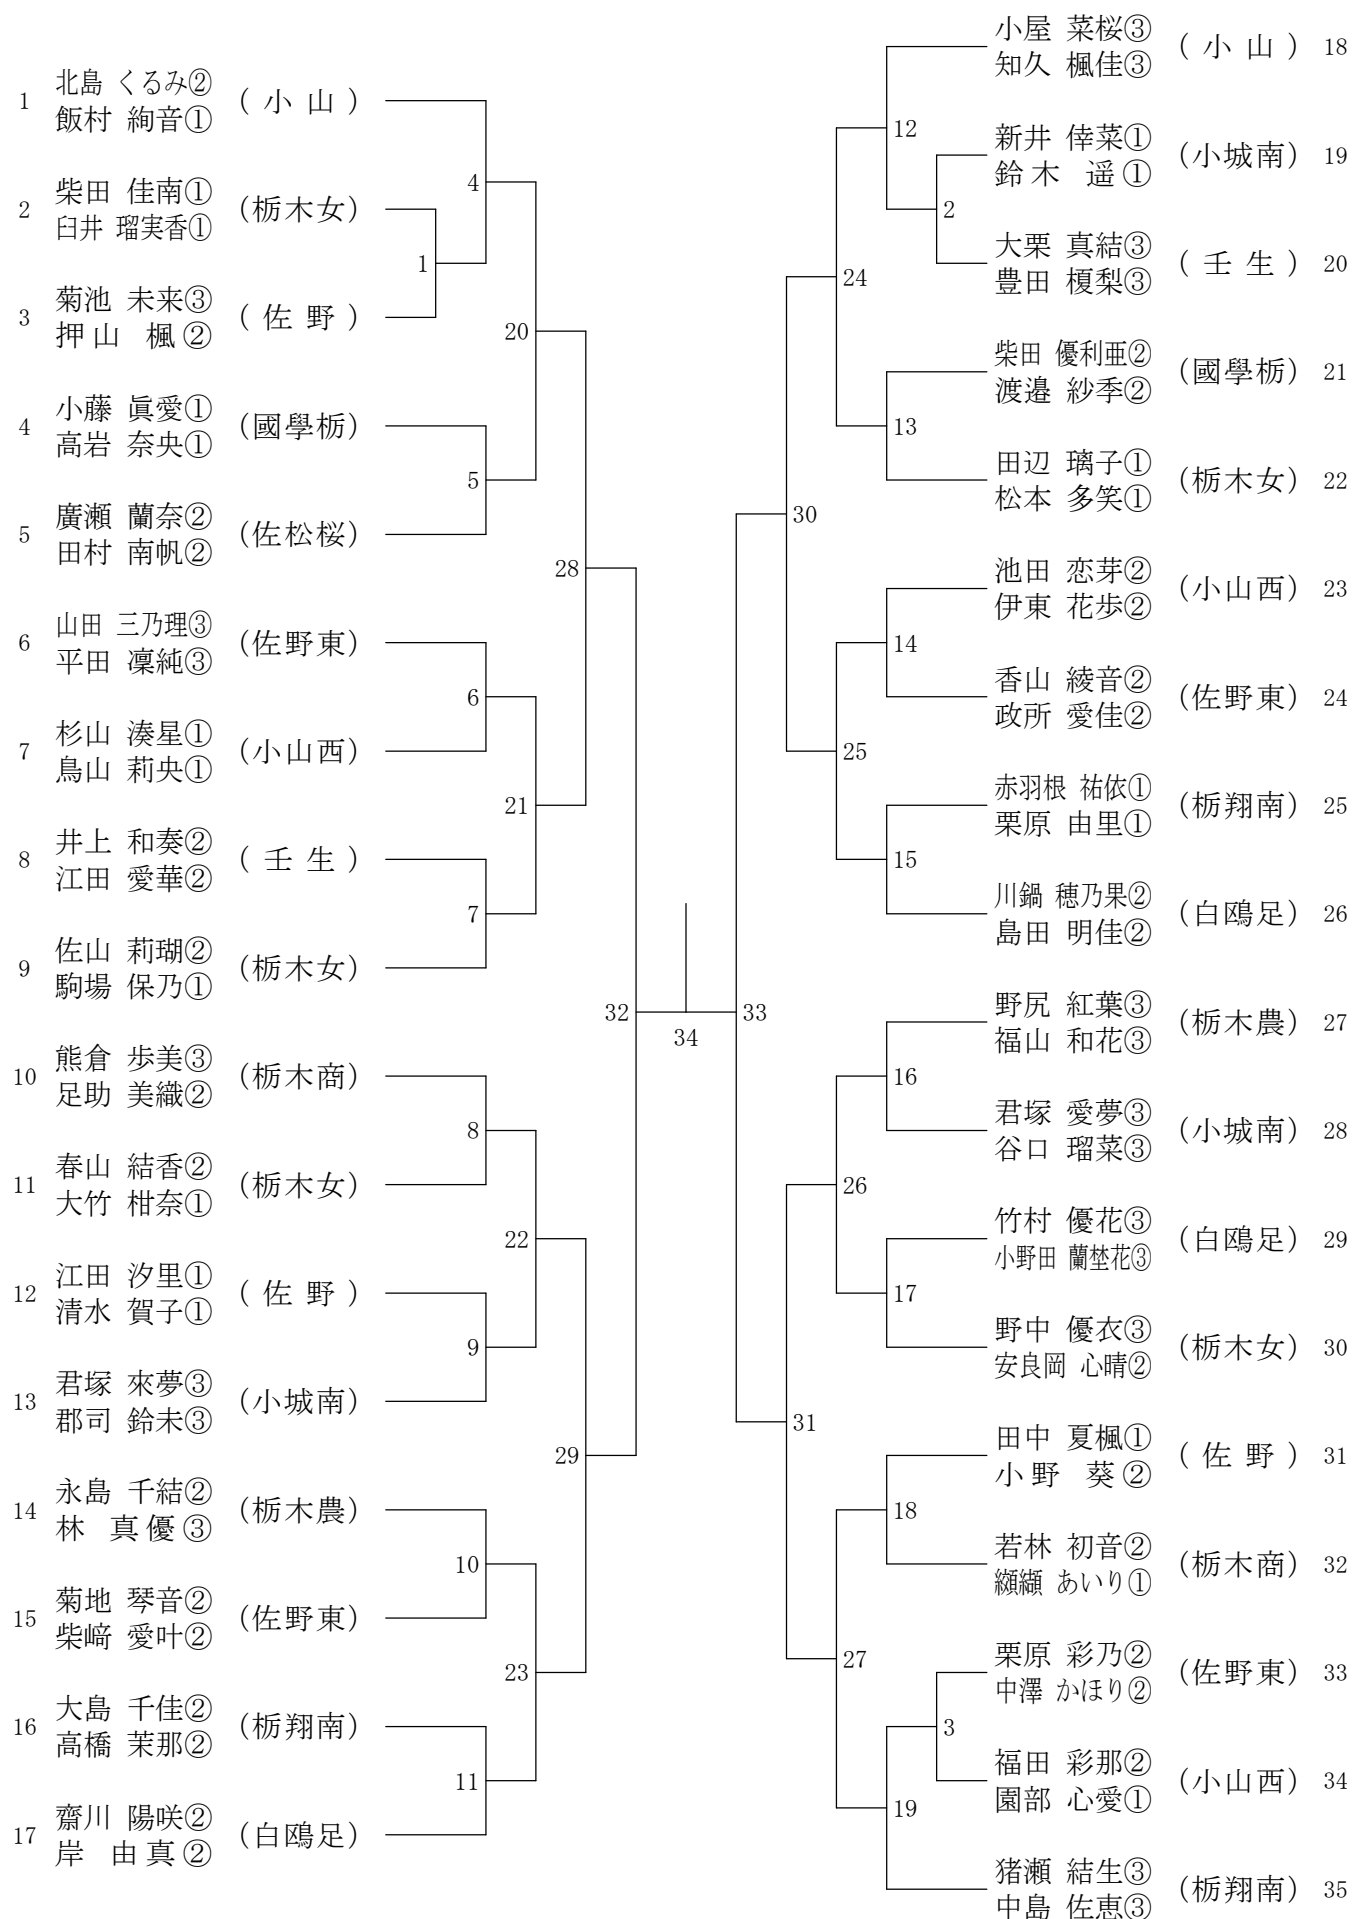 1 北島 くるみ② (小山)
飯村 絢音①
2 柴田 佳南① (栃木女)
臼井 瑠実香①
3 菊池 未来③ (佐野)
押山 楓②
4 小藤 眞愛① (國學栃)
高岩 奈央①
5 廣瀬 蘭奈② (佐松桜)
田村 南帆②
6 山田 三乃理③ (佐野東)
平田 凜純③
7 杉山 湊星① (小山西)
鳥山 莉央①
8 井上 和奏② (壬生)
江田 愛華②
9 佐山 莉瑚② (栃木女)
駒場 保乃①
10 熊倉 歩美③ (栃木商)
足助 美織②
11 春山 結香② (栃木女)
大竹 柑奈①
12 江田 汐里① (佐野)
清水 賀子①
13 君塚 來夢③ (小城南)
郡司 鈴未③
14 永島 千結② (栃木農)
林 真優③
15 菊地 琴音② (佐野東)
柴﨑 愛叶②
16 大島 千佳② (栃翔南)
高橋 茉那②
17 齋川 陽咲② (白鴎足)
岸 由真②
4
1
20
5
28
6
21
7
32
8
22
9
29
10
23
11
34
33
12
2
24
13
30
14
25
15
16
26
17
31
18
27
3
19
小屋 菜桜③ (小山) 18
知久 楓佳③
新井 倖菜① (小城南) 19
鈴木 遥①
大栗 真結③ (壬生) 20
豊田 榎梨③
柴田 優利亜② (國學栃) 21
渡邉 紗季②
田辺 璃子① (栃木女) 22
松本 多笑①
池田 恋芽② (小山西) 23
伊東 花歩②
香山 綾音② (佐野東) 24
政所 愛佳②
赤羽根 祐依① (栃翔南) 25
栗原 由里①
川鍋 穂乃果② (白鴎足) 26
島田 明佳②
野尻 紅葉③ (栃木農) 27
福山 和花③
君塚 愛夢③ (小城南) 28
谷口 瑠菜③
竹村 優花③ (白鴎足) 29
小野田 蘭埜花③
野中 優衣③ (栃木女) 30
安良岡 心晴②
田中 夏楓① (佐野) 31
小野 葵②
若林 初音② (栃木商) 32
纐纈 あいり①
栗原 彩乃② (佐野東) 33
中澤 かほり②
福田 彩那② (小山西) 34
園部 心愛①
猪瀬 結生③ (栃翔南) 35
中島 佐恵③